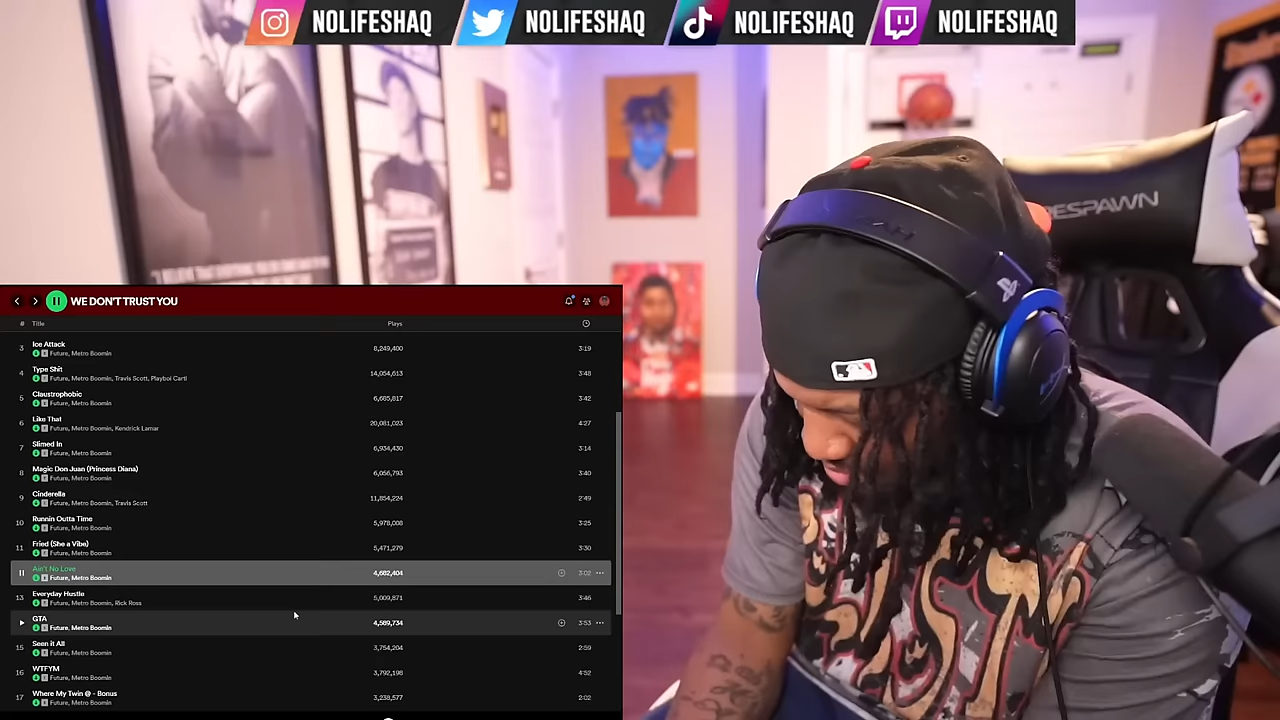 NOLIFESHAQ NOLIFESHAQ NOLIFESHAQ NOLIFESHAQ
RESPAWN
WE DON'T TRUST YOU
# Title Plays
3 Ice Attack 8,249,400 3:19
E Future, Metro Boomin
4 Type Shit 14,054,613 3:48
E Future, Metro Boomin, Travis Scott, Playboi Carti
5 Claustrophobic 6,685,817 3:42
E Future, Metro Boomin
6 Like That 20,081,023 4:27
E Future, Metro Boomin, Kendrick Lamar
7 Slimed In 6,934,430 3:14
E Future, Metro Boomin
8 Magic Don Juan (Princess Diana) 6,056,793 3:40
E Future, Metro Boomin
9 Cinderella 11,854,224 2:49
E Future, Metro Boomin, Travis Scott
10 Runnin Outta Time 5,978,008 3:25
E Future, Metro Boomin
11 Fried (She a Vibe) 5,471,279 3:30
E Future, Metro Boomin
Ain't No Love 4,682,404 3:02
E Future, Metro Boomin
13 Everyday Hustle 5,009,871 3:46
E Future, Metro Boomin, Rick Ross
GTA 4,589,734 3:53
E Future, Metro Boomin
15 Seen it All 3,754,204 2:59
E Future, Metro Boomin
16 WTFYM 3,792,198 4:52
E Future, Metro Boomin
17 Where My Twin @ - Bonus 3,238,577 2:02
E Future, Metro Boomin